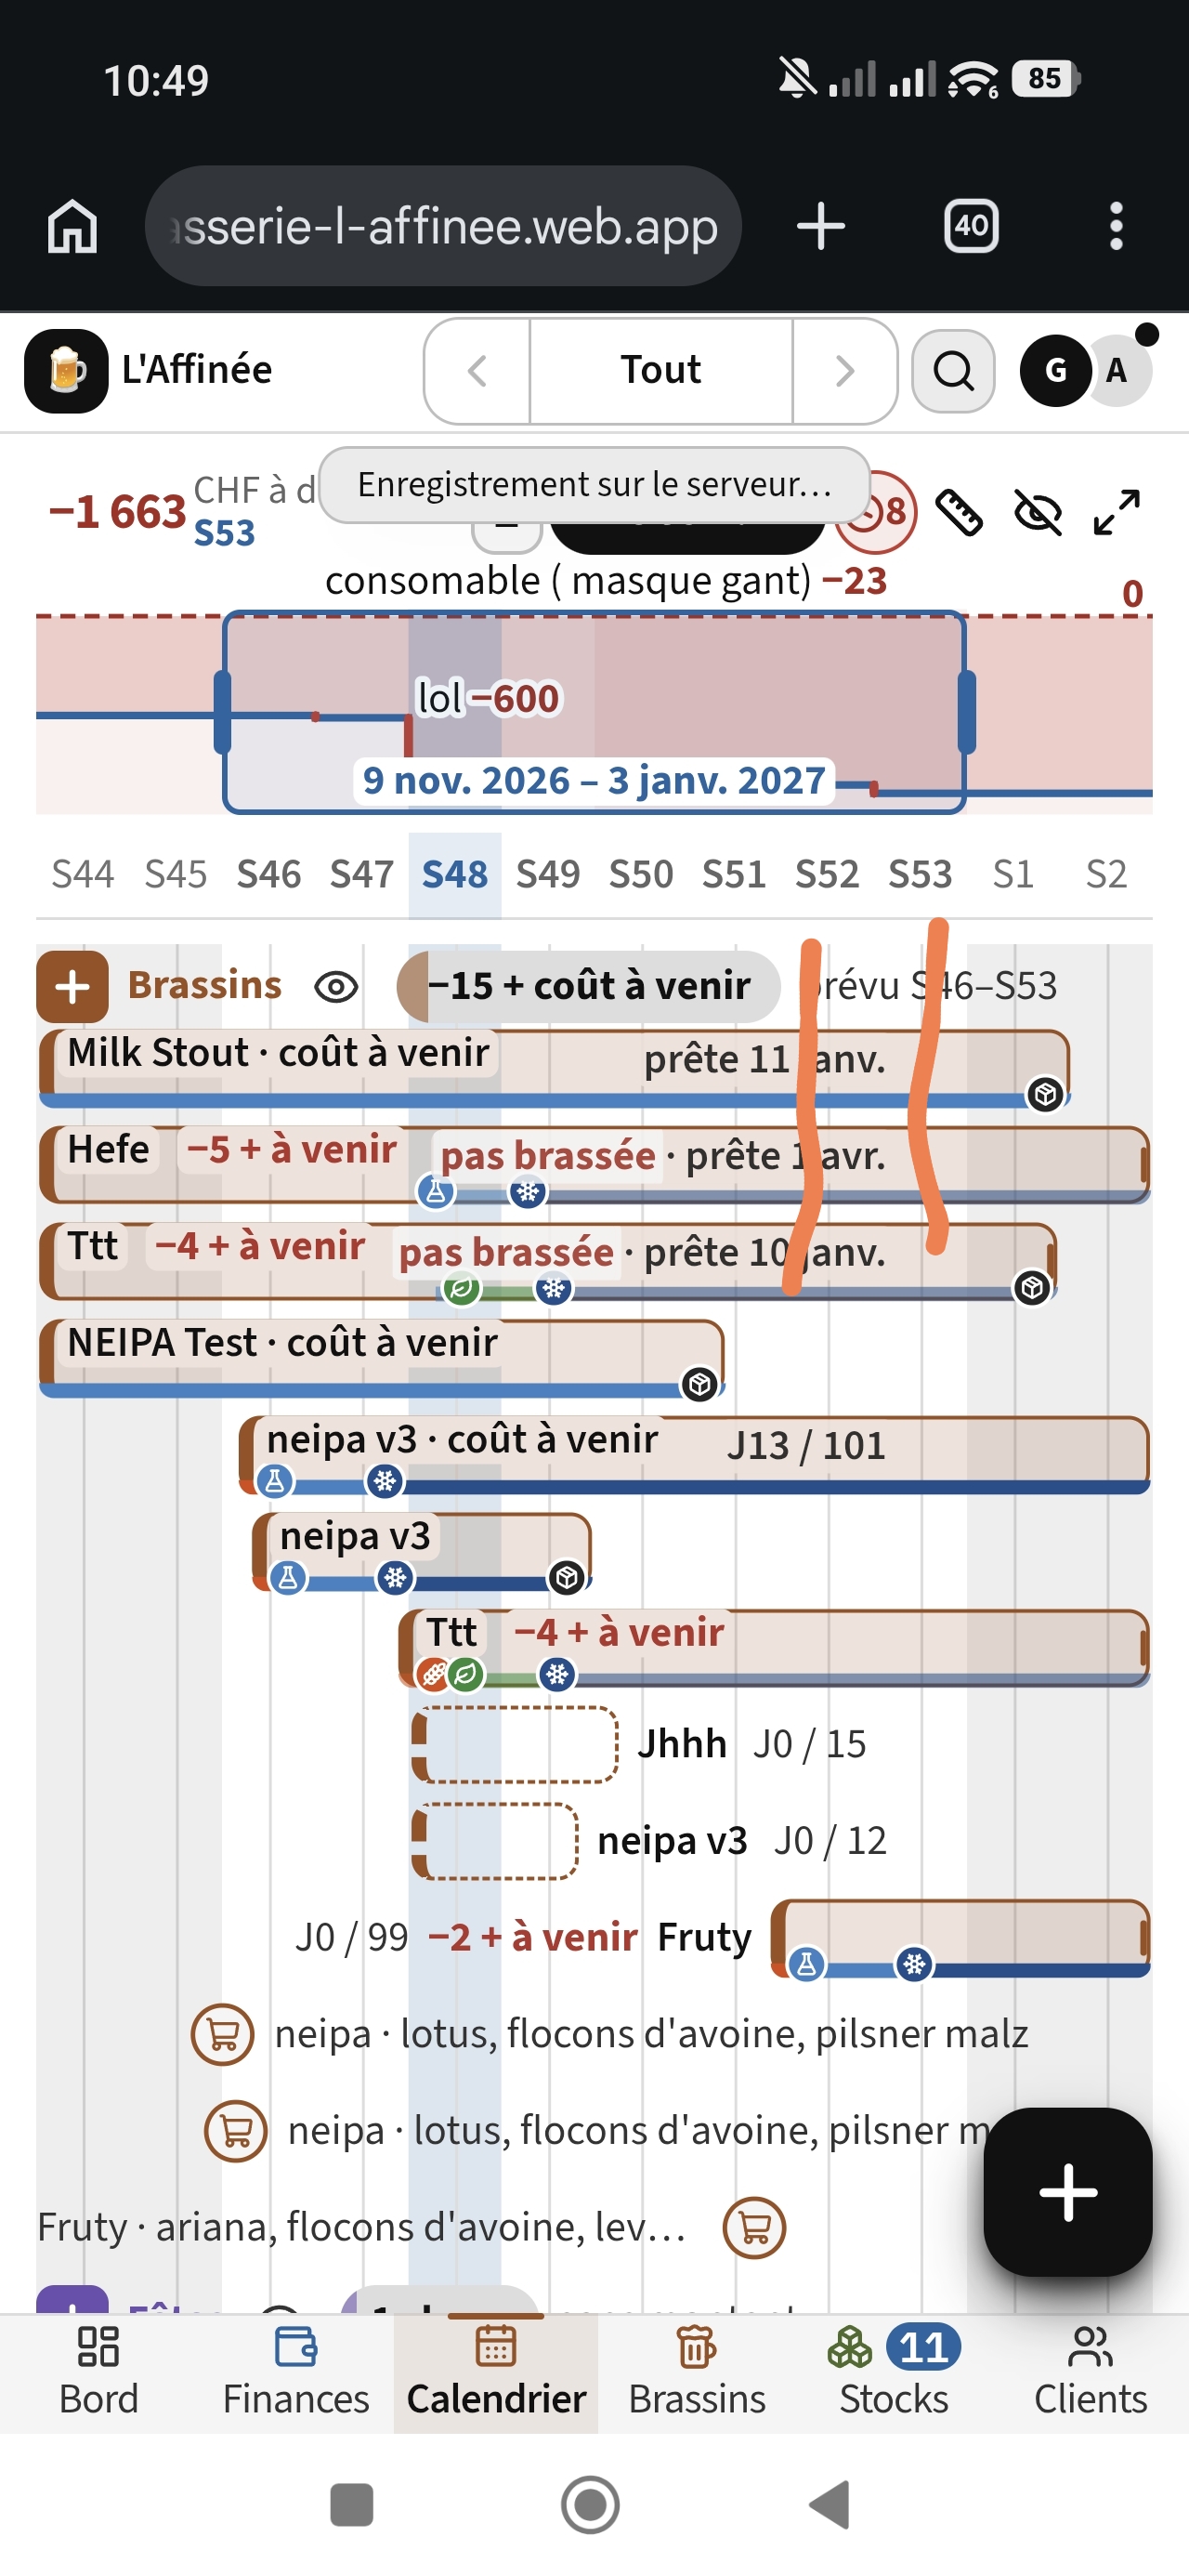 10:49
85
asserie-l-affinee.web.app
40
L'Affinée
Tout
G
A
−1 663
CHF à d
S53
Enregistrement sur le serveur…
8
consomable ( masque gant) −23
0
lol −600
9 nov. 2026 – 3 janv. 2027
S44 S45 S46 S47 S48 S49 S50 S51 S52 S53 S1 S2
Brassins −15 + coût à venir prévu S46–S53
Milk Stout · coût à venir prête 11 janv.
Hefe −5 + à venir pas brassée · prête 1 avr.
Ttt −4 + à venir pas brassée · prête 10 janv.
NEIPA Test · coût à venir
neipa v3 · coût à venir J13 / 101
neipa v3
Ttt −4 + à venir
Jhhh J0 / 15
neipa v3 J0 / 12
J0 / 99 −2 + à venir Fruty
neipa · lotus, flocons d'avoine, pilsner malz
neipa · lotus, flocons d'avoine, pilsner m
Fruty · ariana, flocons d'avoine, lev…
11
Bord Finances Calendrier Brassins Stocks Clients